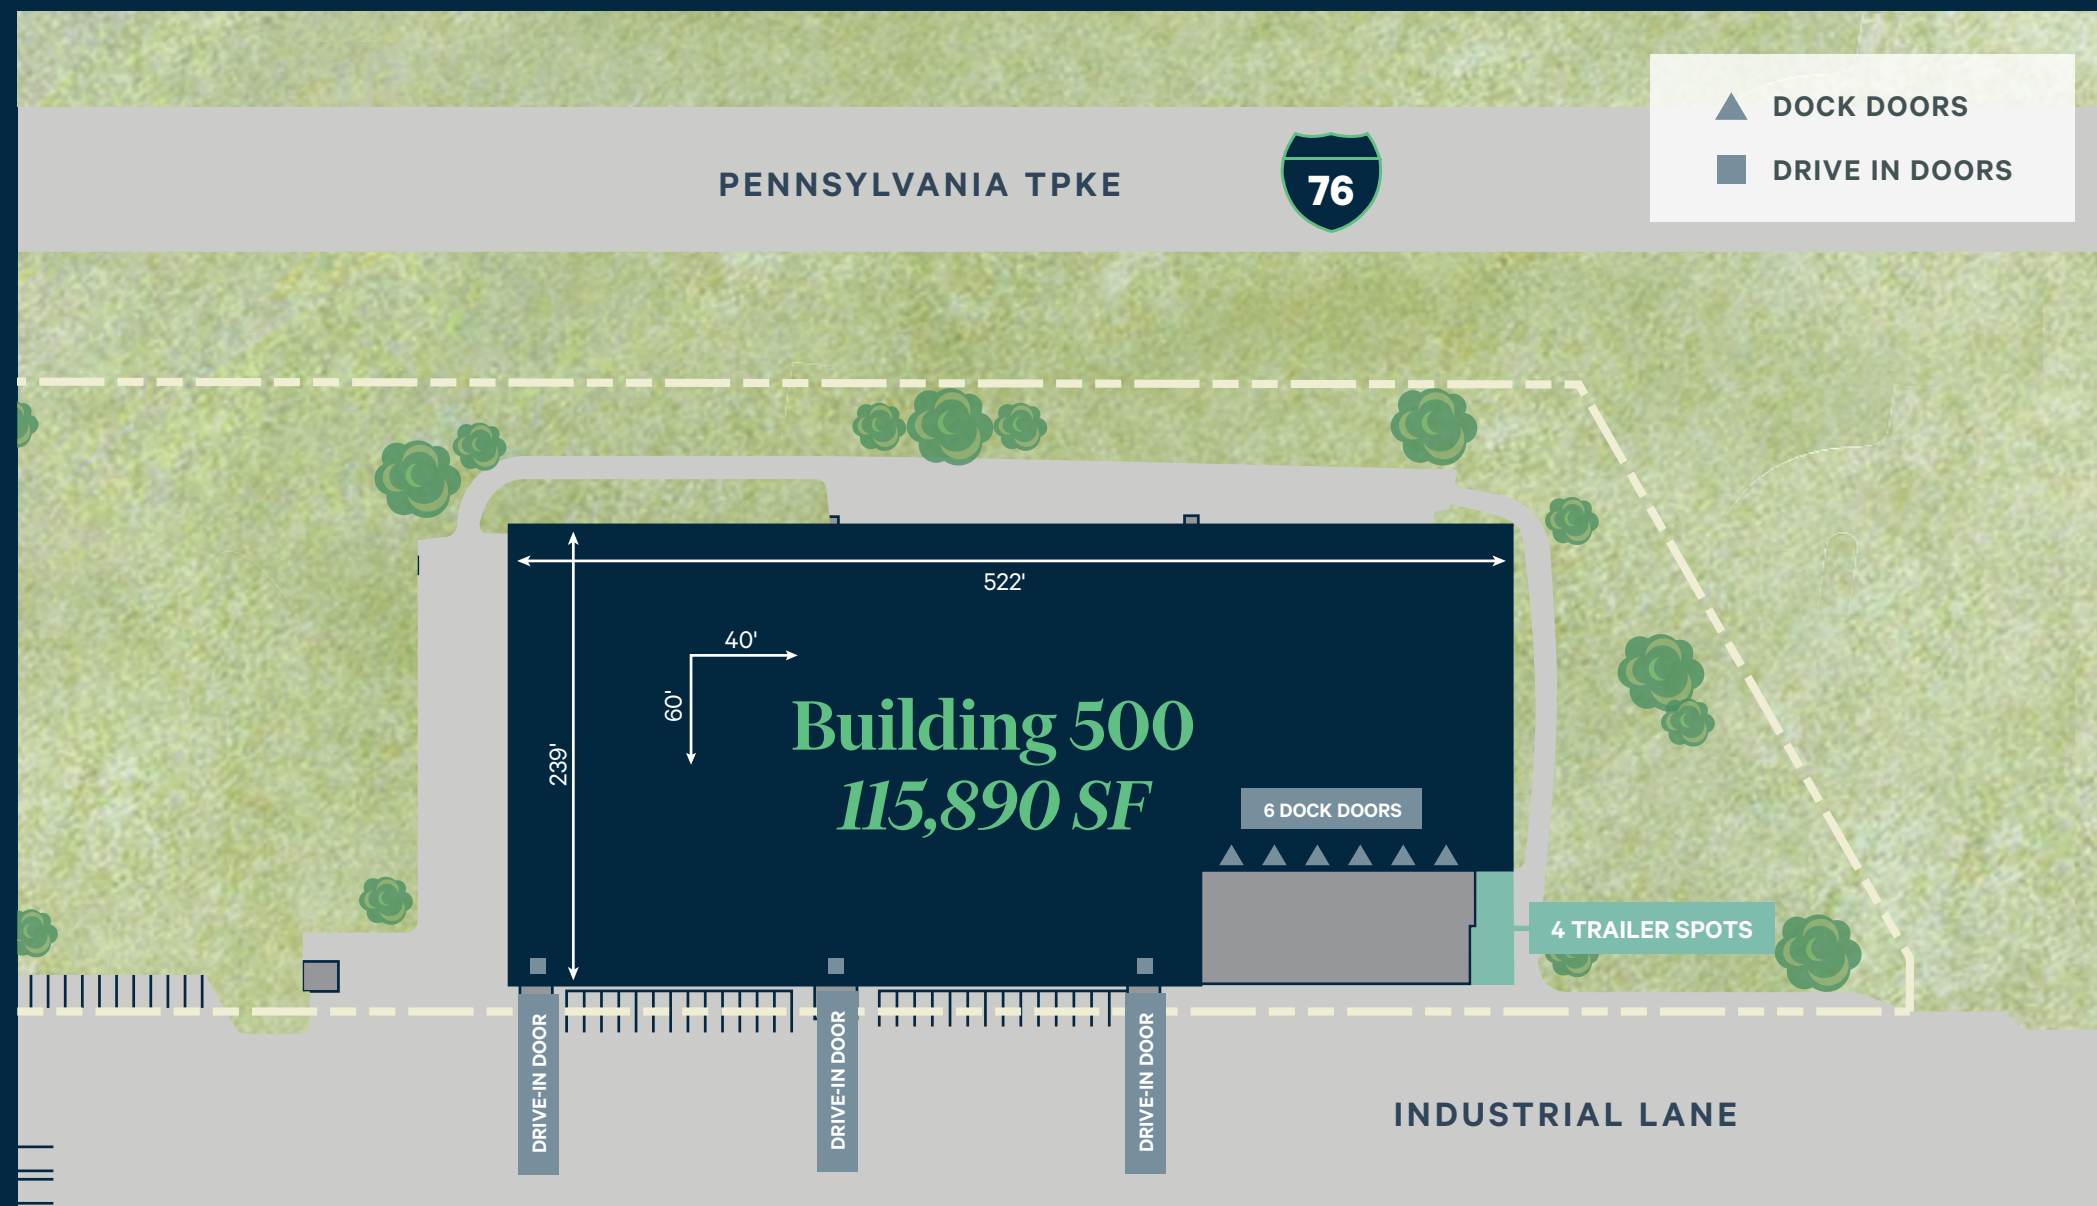 DOCK DOORS
DRIVE IN DOORS
PENNSYLVANIA TPKE
76
522'
40'
60'
239'
Building 500
115,890 SF
6 DOCK DOORS
4 TRAILER SPOTS
DRIVE-IN DOOR
DRIVE-IN DOOR
DRIVE-IN DOOR
INDUSTRIAL LANE